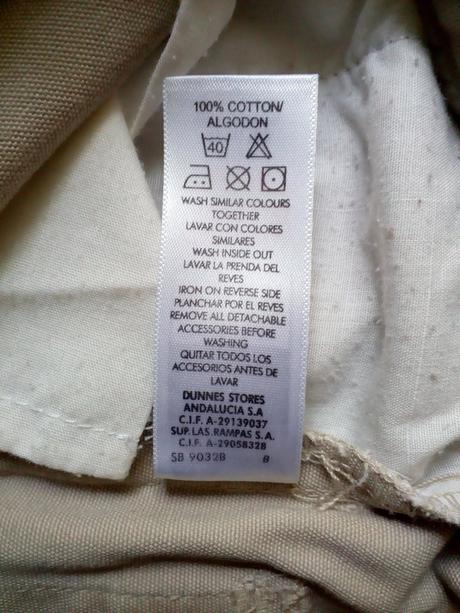 100% COTTON/
ALGODON
40
WASH SIMILAR COLOURS
TOGETHER
LAVAR CON COLORES
SIMILARES
WASH INSIDE OUT
LAVAR LA PRENDA DEL
REVES
IRON ON REVERSE SIDE
PLANCHAR POR EL REVES
REMOVE ALL DETACHABLE
ACCESSORIES BEFORE
WASHING
QUITAR TODOS LOS
ACCESORIOS ANTES DE
LAVAR
DUNNES STORES
ANDALUCIA S.A
C.I.F. A-29139037
SUP.LAS.RAMPAS S.A.
C.I.F. A-29058328
SB 9032B 8